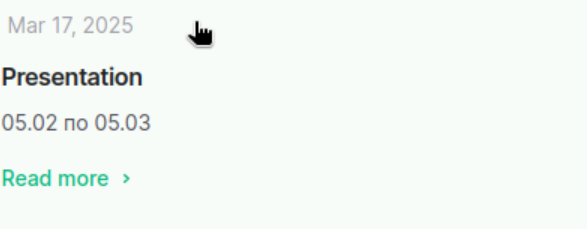 Mar 17, 2025
Presentation
05.02 по 05.03
Read more